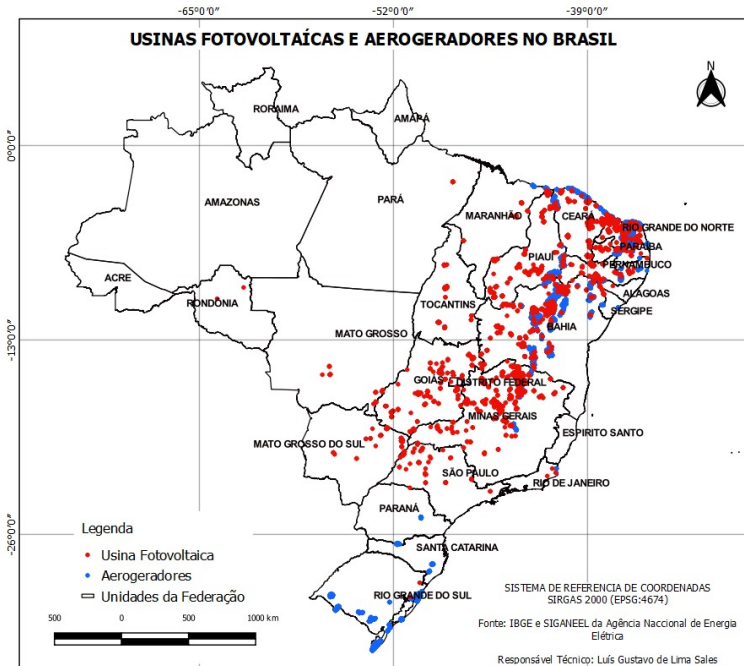 -65°0'0"
-52°0'0"
-39°0'0"
USINAS FOTOVOLTAÍCAS E AEROGERADORES NO BRASIL
N
RORAIMA
AMAPÁ
0°0'0"
AMAZONAS
PARÁ
MARANHÃO
CEARÁ
RIO GRANDE DO NORTE
PARAÍBA
PIAUÍ
PERNAMBUCO
ACRE
ALAGOAS
RONDÔNIA
TOCANTINS
SERGIPE
BAHIA
MATO GROSSO
-13°0'0"
GOIÁS
DISTRITO FEDERAL
MINAS GERAIS
ESPIRITO SANTO
MATO GROSSO DO SUL
SÃO PAULO
RIO DE JANEIRO
PARANÁ
-26°0'0"
Legenda
SANTA CATARINA
Usina Fotovoltaica
Aerogeradores
Unidades da Federação
RIO GRANDE DO SUL
SISTEMA DE REFERENCIA DE COORDENADAS
SIRGAS 2000 (EPSG:4674)
500 0 500 1000 km
Fonte: IBGE e SIGANEEL da Agência Naccional de Energia
Elétrica
Responsável Técnico: Luís Gustavo de Lima Sales